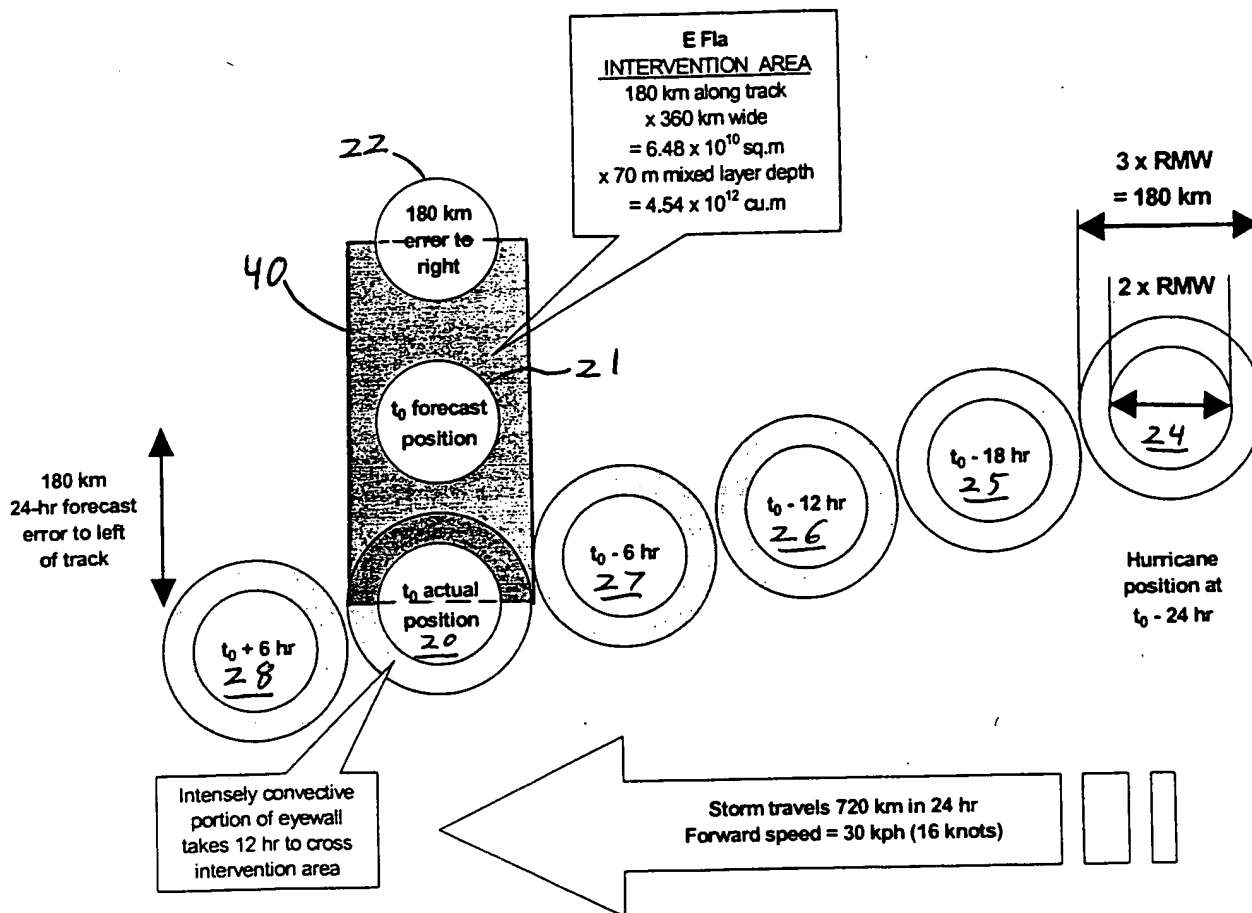 E Fla
INTERVENTION AREA
180 km along track
x 360 km wide
= 6.48 x 10¹⁰ sq.m
x 70 m mixed layer depth
= 4.54 x 10¹² cu.m
22
180 km
error to
right
40
21
t₀ forecast
position
180 km
24-hr forecast
error to left
of track
3 x RMW
= 180 km
2 x RMW
24
t₀ - 18 hr
25
t₀ - 12 hr
26
t₀ - 6 hr
27
t₀ actual
position
20
t₀ + 6 hr
28
Hurricane
position at
t₀ - 24 hr
Intensely convective
portion of eyewall
takes 12 hr to cross
intervention area
Storm travels 720 km in 24 hr
Forward speed = 30 kph (16 knots)